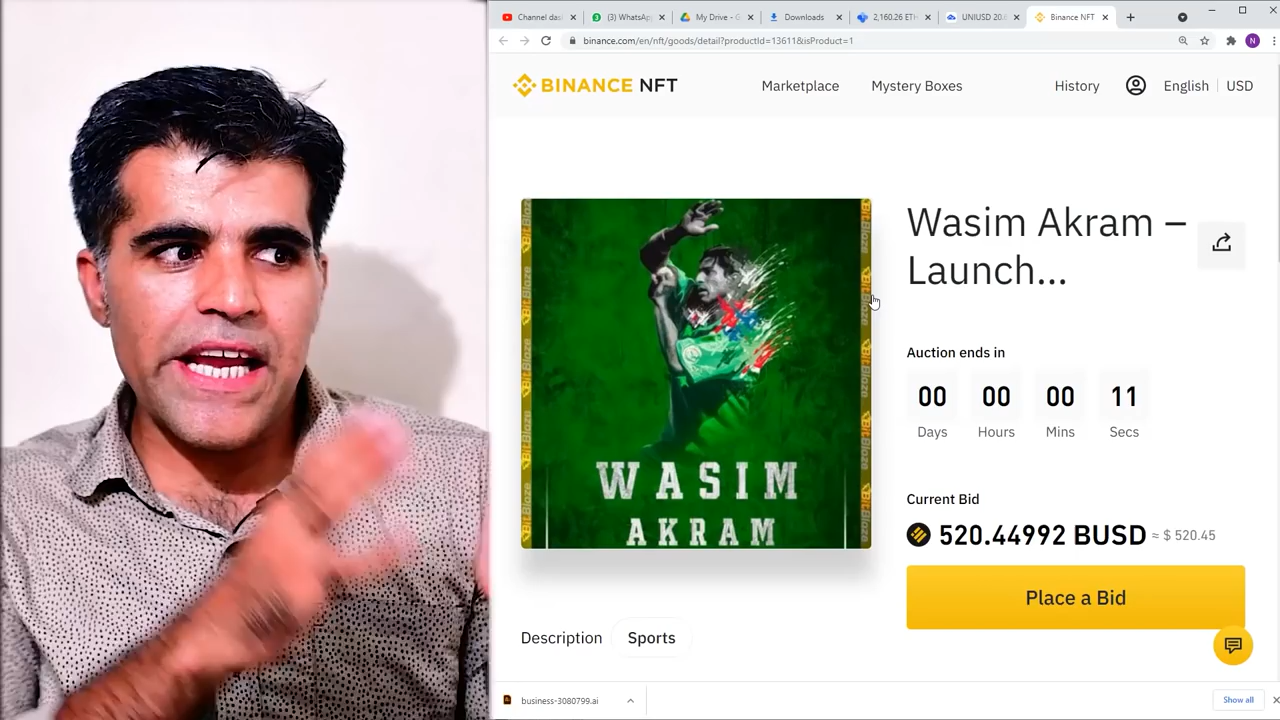 Channel das
(3) WhatsApp
My Drive - G
Downloads
2,160.26 ETH
UNIUSD 20.6
Binance NFT
binance.com/en/nft/goods/detail?productId=13611&isProduct=1
N
BINANCE NFT
Marketplace
Mystery Boxes
History
English
USD
Wasim Akram –
Launch...
BitBloze
WASIM
AKRAM
Auction ends in
00 00 00 11
Days Hours Mins Secs
Current Bid
520.44992 BUSD ≈ $ 520.45
Place a Bid
Description
Sports
business-3080799.ai
Show all